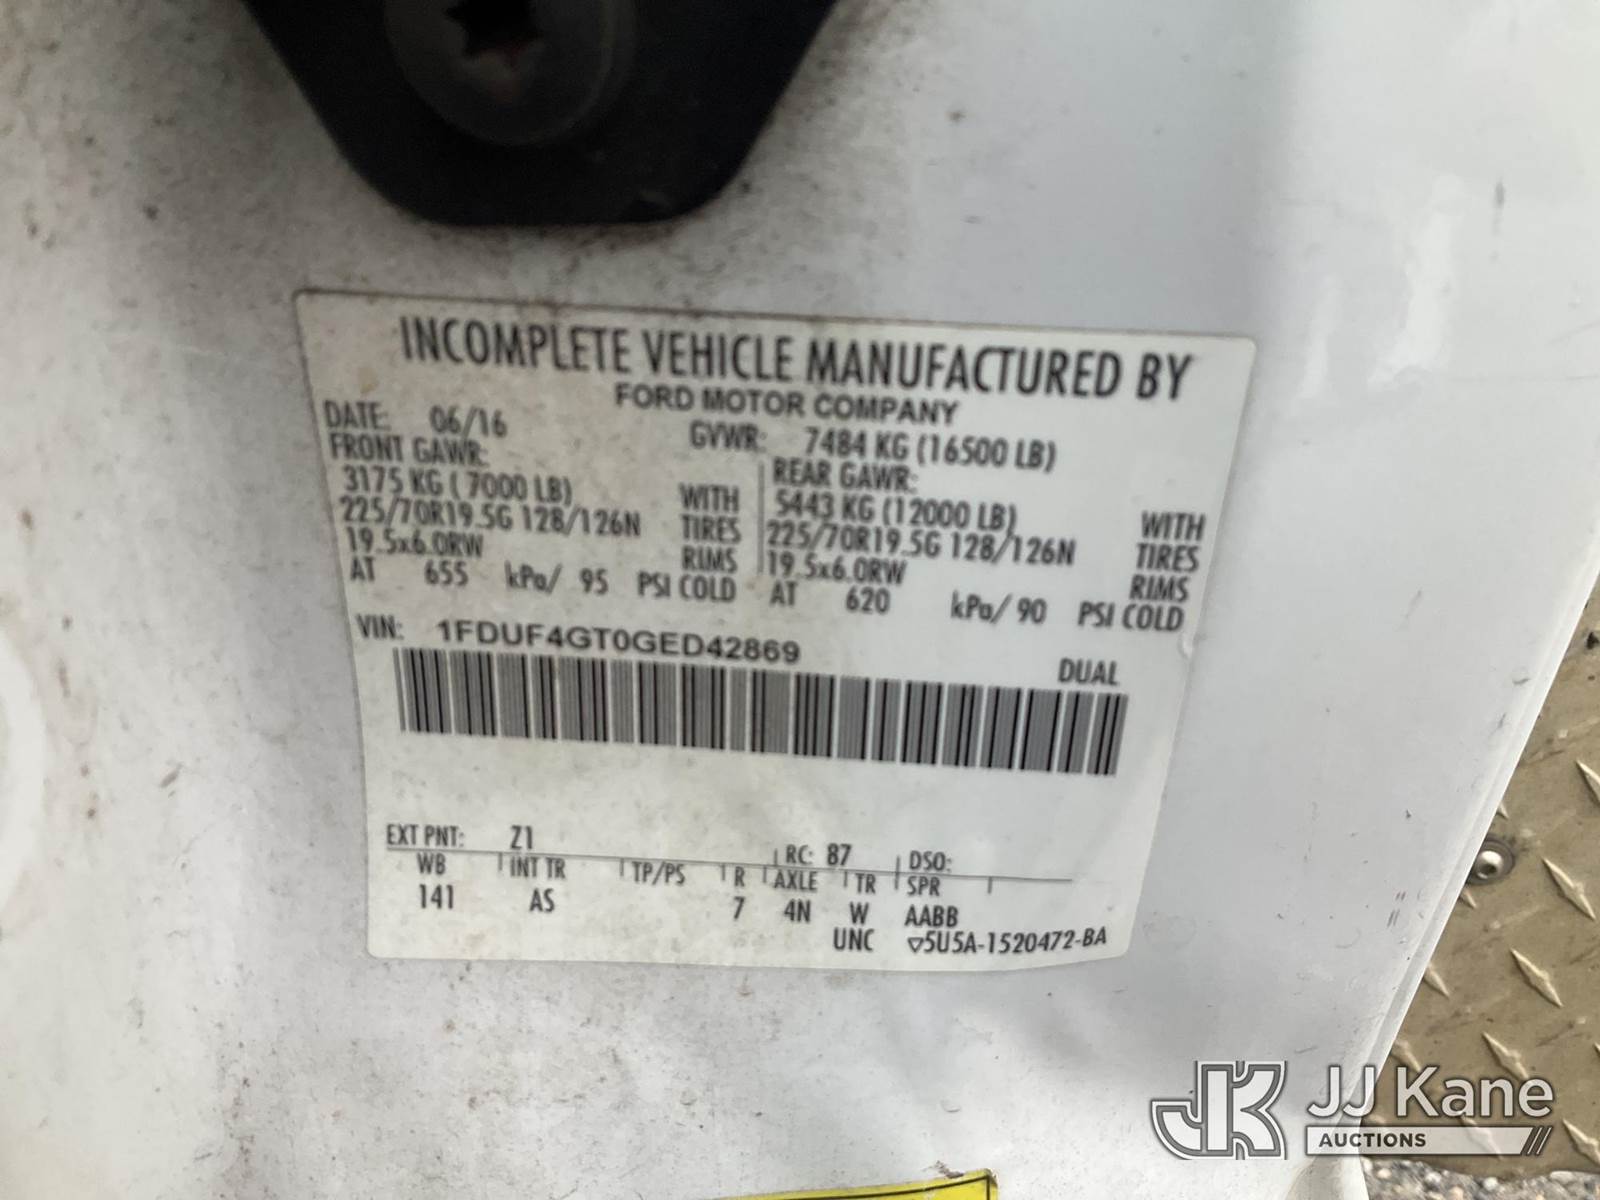 INCOMPLETE VEHICLE MANUFACTURED BY
FORD MOTOR COMPANY
DATE: 06/16 GVWR: 7484 KG (16500 LB)
FRONT GAWR: REAR GAWR:
3175 KG ( 7000 LB) WITH 5443 KG (12000 LB) WITH
225/70R19.5G 128/126N TIRES 225/70R19.5G 128/126N TIRES
19.5x6.0RW RIMS 19.5x6.0RW RIMS
AT 655 kPa/ 95 PSI COLD AT 620 kPa/ 90 PSI COLD
VIN: 1FDUF4GT0GED42869
DUAL
EXT PNT: Z1 RC: 87 DSO:
WB INT TR TP/PS R AXLE TR SPR
141 AS 7 4N W AABB
UNC ▽5U5A-1520472-BA
JK JJ Kane
AUCTIONS